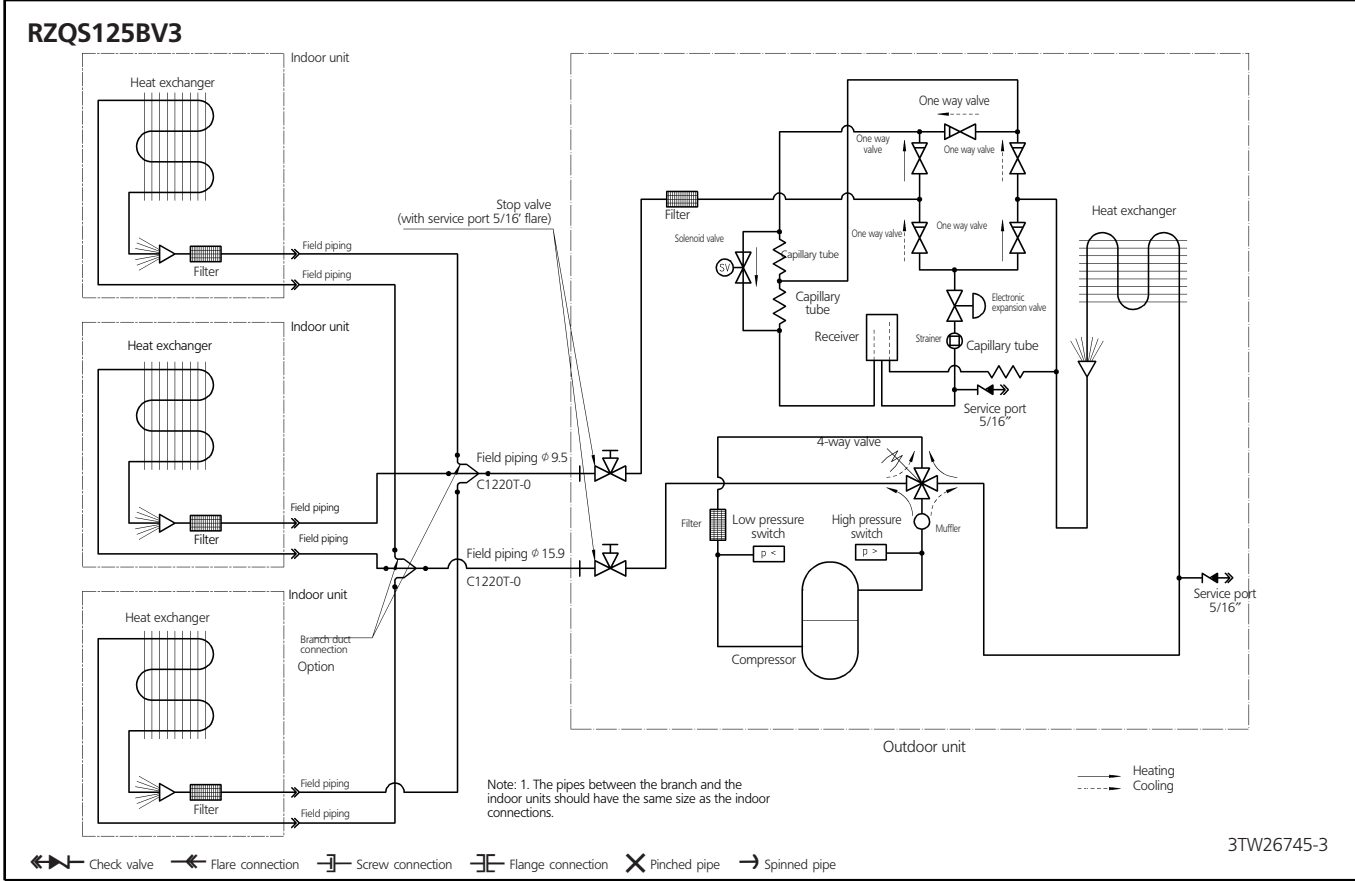 RZQS125BV3
Indoor unit
Heat exchanger
Filter
Field piping
Field piping
Indoor unit
Heat exchanger
Filter
Field piping
Field piping
Indoor unit
Heat exchanger
Filter
Field piping
Field piping
Branch duct
connection
Option
Stop valve
(with service port 5/16' flare)
Field piping ϕ 9.5
C1220T-0
Field piping ϕ 15.9
C1220T-0
One way valve
One way
valve
One way valve
Filter
Solenoid valve
SV
Capillary tube
One way valve
One way valve
Heat exchanger
Capillary
tube
Electronic
expansion valve
Receiver
Strainer
Capillary tube
Service port
5/16″
4-way valve
Filter
Low pressure
switch
p <
High pressure
switch
p >
Muffler
Compressor
Service port
5/16″
Outdoor unit
Note: 1. The pipes between the branch and the
indoor units should have the same size as the indoor
connections.
Heating
Cooling
3TW26745-3
Check valve
Flare connection
Screw connection
Flange connection
Pinched pipe
Spinned pipe